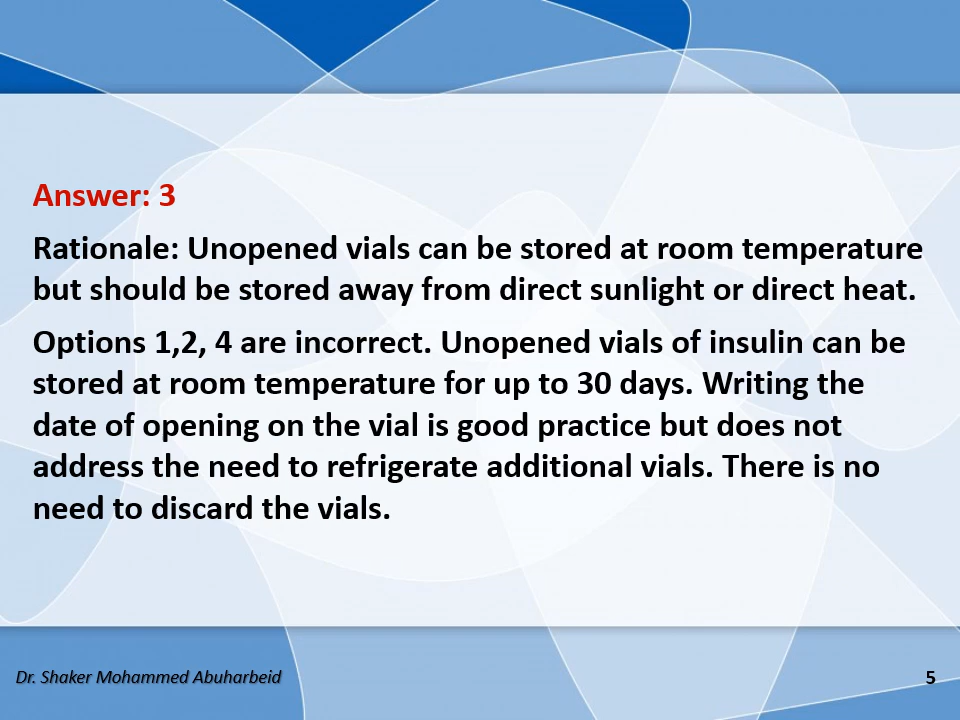 Answer: 3
Rationale: Unopened vials can be stored at room temperature
but should be stored away from direct sunlight or direct heat.
Options 1,2, 4 are incorrect. Unopened vials of insulin can be
stored at room temperature for up to 30 days. Writing the
date of opening on the vial is good practice but does not
address the need to refrigerate additional vials. There is no
need to discard the vials.
Dr. Shaker Mohammed Abuharbeid
5